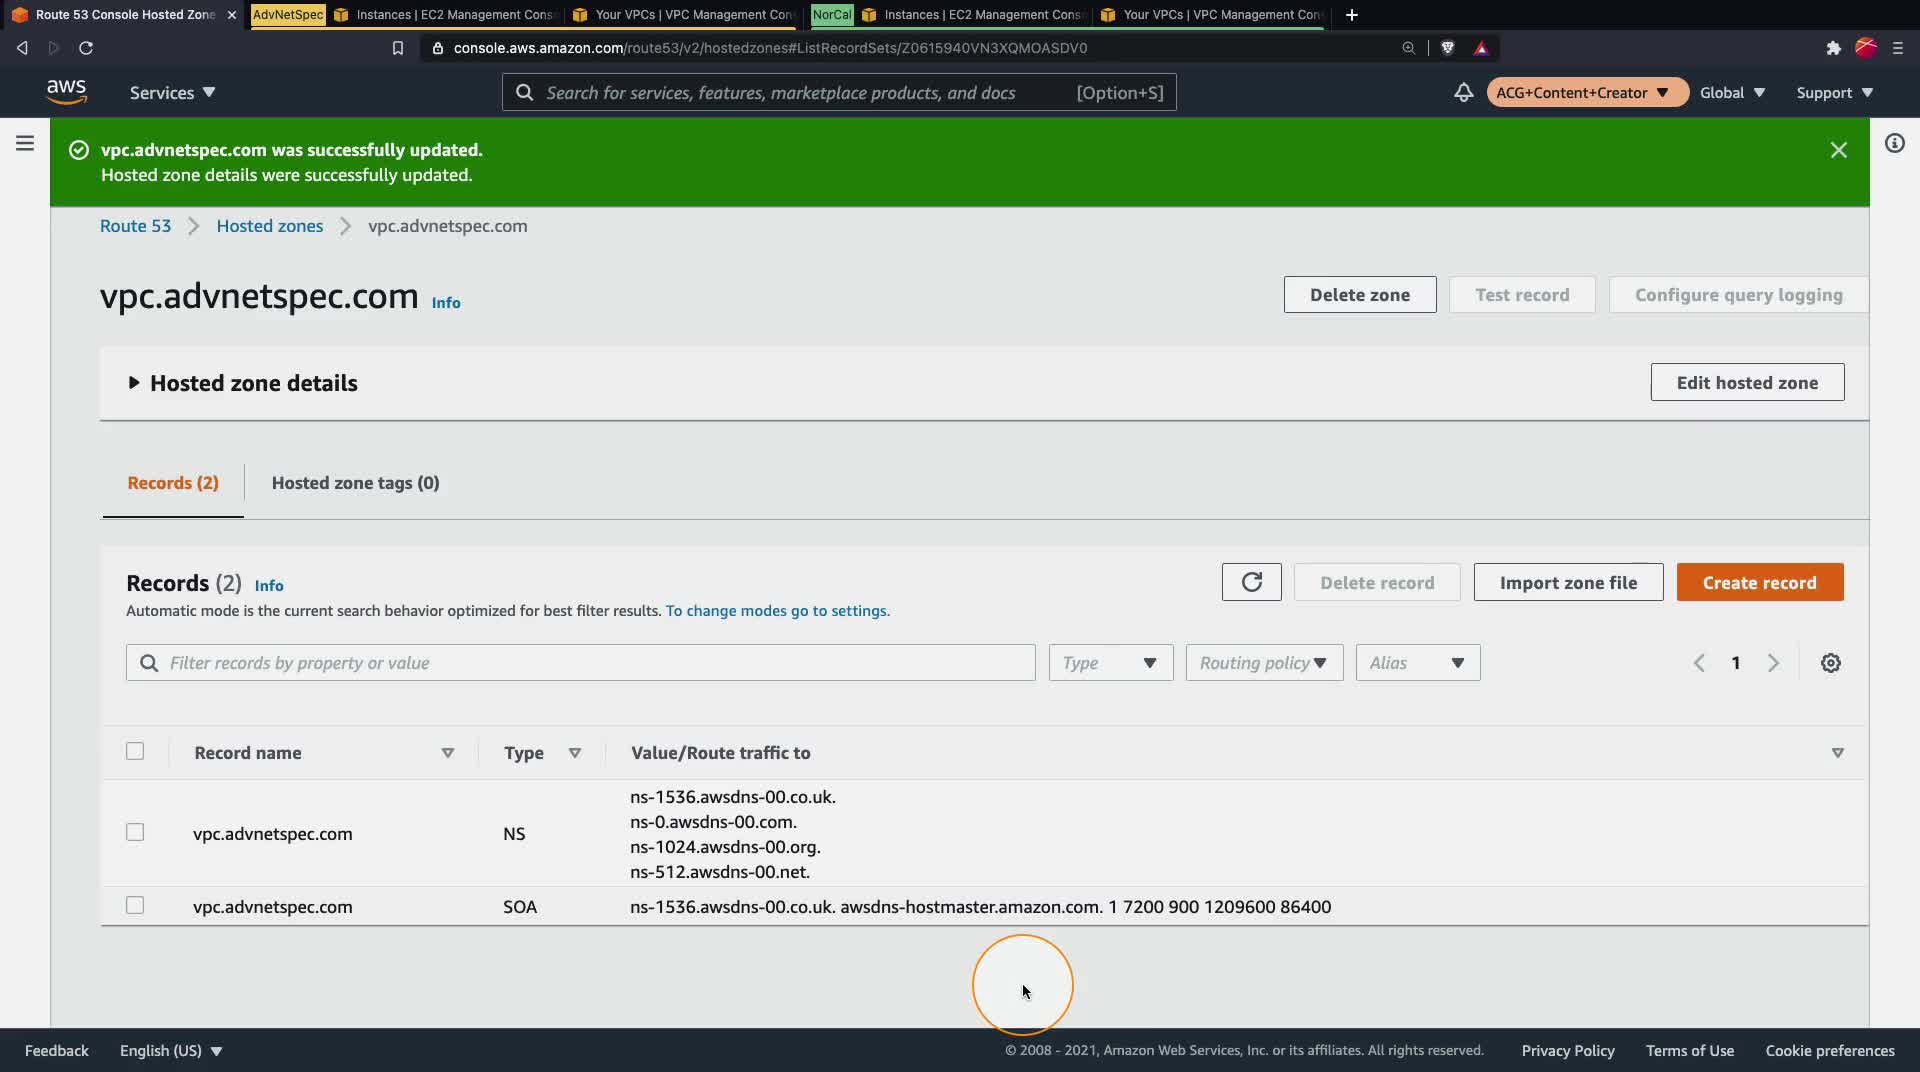 Route 53 Console Hosted Zone
AdvNetSpec
Instances | EC2 Management Cons
Your VPCs | VPC Management Con
NorCal
Instances | EC2 Management Cons
Your VPCs | VPC Management Con
console.aws.amazon.com/route53/v2/hostedzones#ListRecordSets/Z0615940VN3XQMOASDV0
aws
Services
Search for services, features, marketplace products, and docs
[Option+S]
ACG+Content+Creator
Global
Support
vpc.advnetspec.com was successfully updated.
Hosted zone details were successfully updated.
Route 53
Hosted zones
vpc.advnetspec.com
vpc.advnetspec.com Info
Delete zone
Test record
Configure query logging
Hosted zone details
Edit hosted zone
Records (2)
Hosted zone tags (0)
Records (2) Info
Delete record
Import zone file
Create record
Automatic mode is the current search behavior optimized for best filter results. To change modes go to settings.
Filter records by property or value
Type
Routing policy
Alias
1
Record name
Type
Value/Route traffic to
vpc.advnetspec.com
NS
ns-1536.awsdns-00.co.uk.
ns-0.awsdns-00.com.
ns-1024.awsdns-00.org.
ns-512.awsdns-00.net.
vpc.advnetspec.com
SOA
ns-1536.awsdns-00.co.uk. awsdns-hostmaster.amazon.com. 1 7200 900 1209600 86400
Feedback
English (US)
© 2008 - 2021, Amazon Web Services, Inc. or its affiliates. All rights reserved.
Privacy Policy
Terms of Use
Cookie preferences